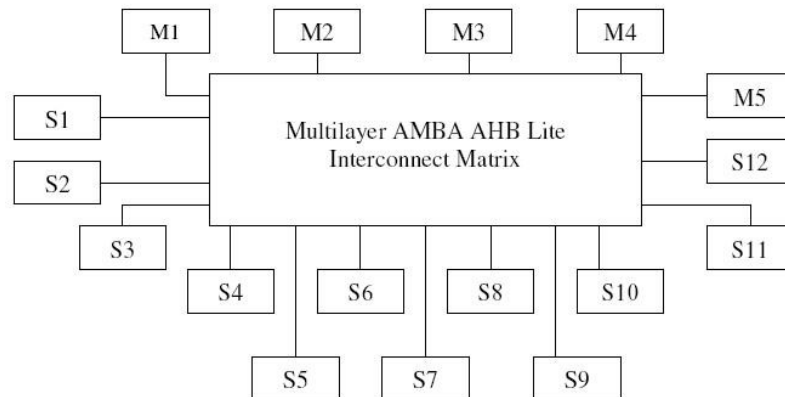 M1
M2
M3
M4
Multilayer AMBA AHB Lite
Interconnect Matrix
M5
S1
S12
S2
S3
S11
S4
S6
S8
S10
S5
S7
S9